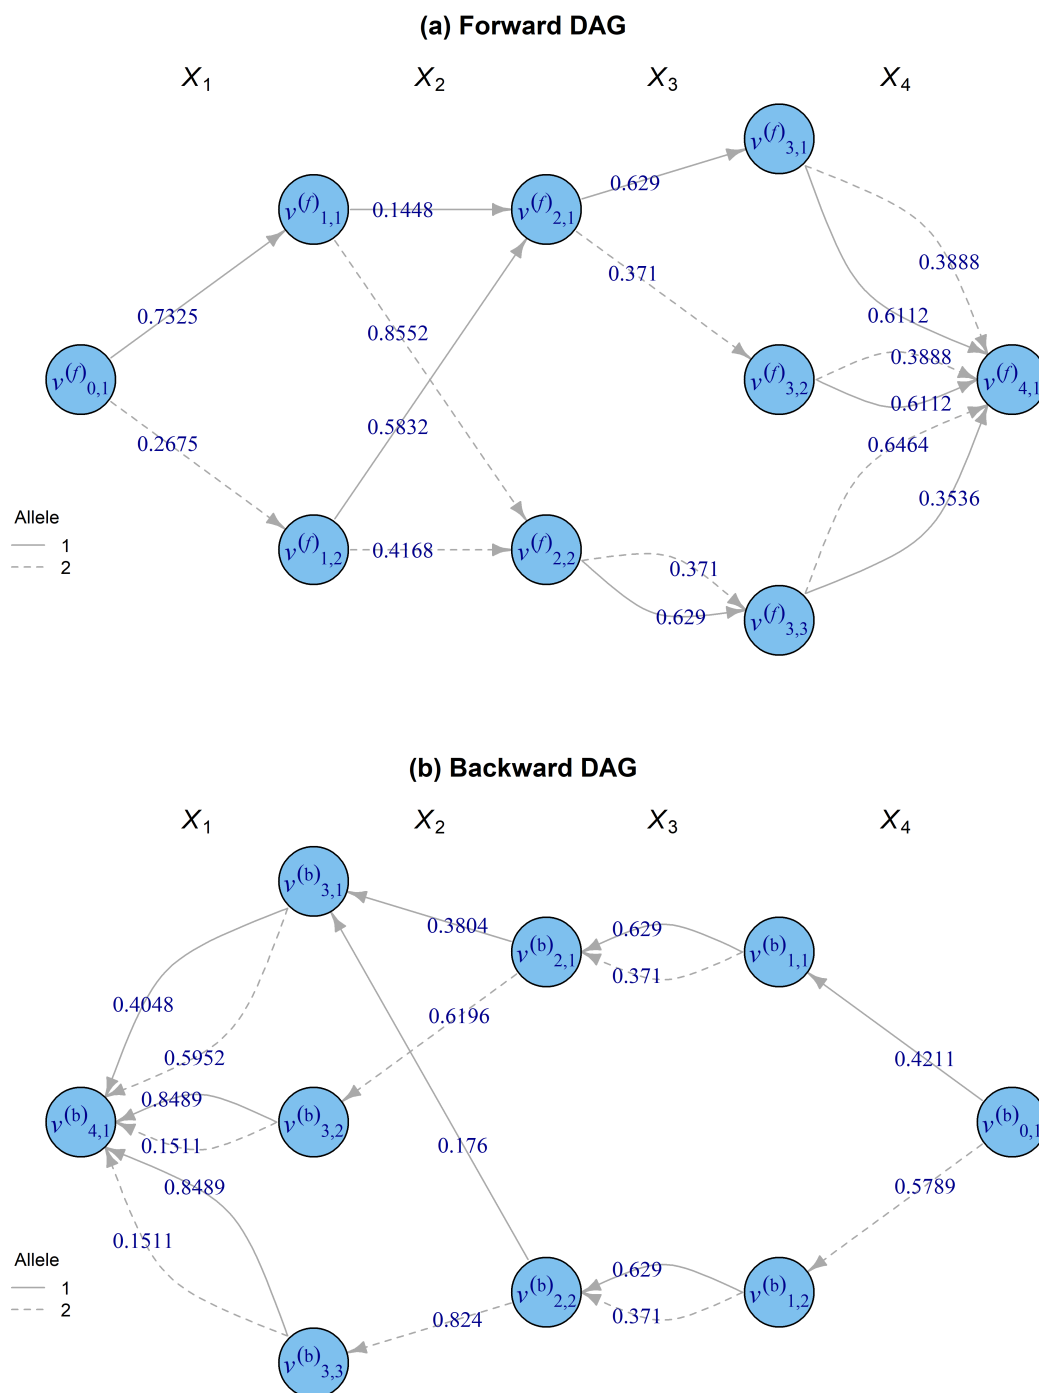 (a) Forward DAG
X1 X2 X3 X4
v(f)3,1
0.629
v(f)1,1 0.1448 v(f)2,1
0.3888
0.371
0.7325 0.8552 0.6112
0.3888
v(f)0,1 v(f)3,2 v(f)4,1
0.6112
0.2675 0.5832 0.6464
0.3536
Allele
1
2
v(f)1,2 0.4168 v(f)2,2
0.371
0.629
v(f)3,3
(b) Backward DAG
X1 X2 X3 X4
v(b)3,1
0.3804 0.629
v(b)2,1 v(b)1,1
0.371
0.4048 0.6196
0.5952 0.4211
0.8489
v(b)4,1 v(b)3,2 v(b)0,1
0.1511 0.176
0.8489 0.5789
0.1511
Allele
1
2
0.629
v(b)2,2 v(b)1,2
0.824 0.371
v(b)3,3